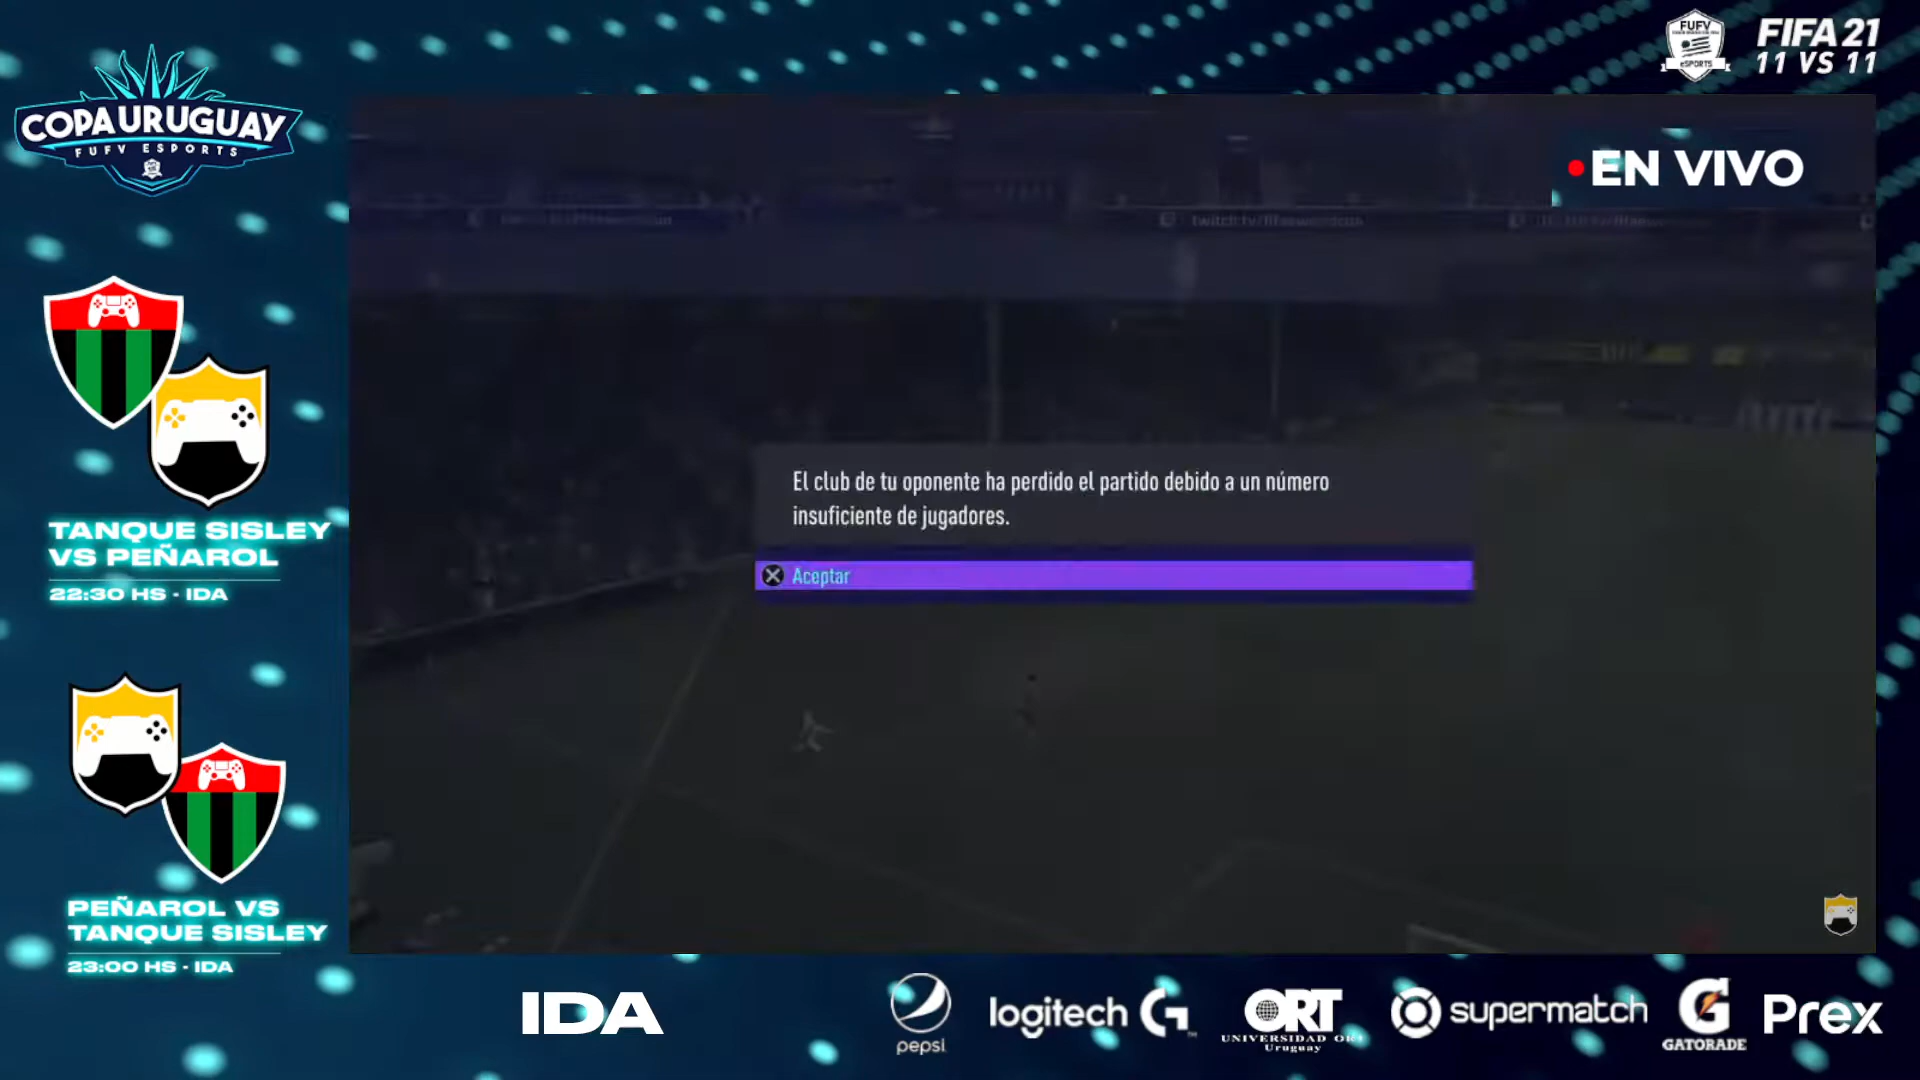 FUFV
eSPORTS
FIFA 21
11 VS 11
COPA URUGUAY
FUFV ESPORTS
EN VIVO
TANQUE SISLEY
VS PEÑAROL
22:30 HS - IDA
El club de tu oponente ha perdido el partido debido a un número
insuficiente de jugadores.
Aceptar
PEÑAROL VS
TANQUE SISLEY
23:00 HS - IDA
IDA
pepsi
logitech G
ORT
UNIVERSIDAD ORT
Uruguay
supermatch
G
GATORADE
Prex